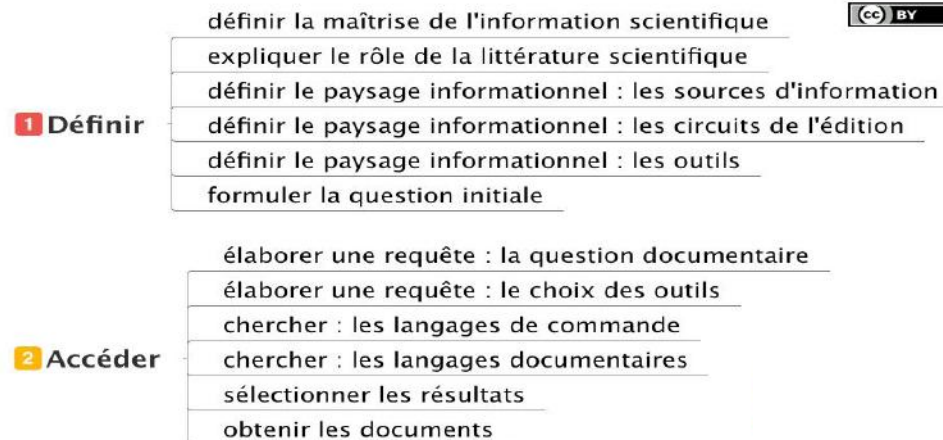 définir la maîtrise de l'information scientifique
(cc) BY
expliquer le rôle de la littérature scientifique
définir le paysage informationnel : les sources d'information
1 Définir
définir le paysage informationnel : les circuits de l'édition
définir le paysage informationnel : les outils
formuler la question initiale
élaborer une requête : la question documentaire
élaborer une requête : le choix des outils
chercher : les langages de commande
2 Accéder
chercher : les langages documentaires
sélectionner les résultats
obtenir les documents